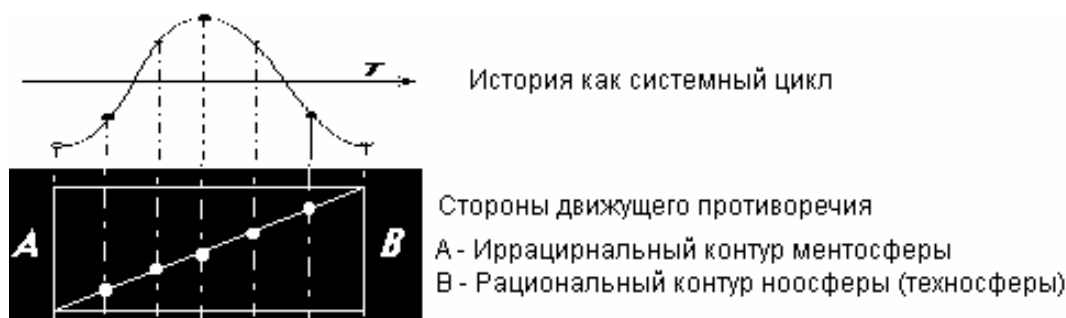 T
История как системный цикл
A
B
Стороны движущего противоречия
А - Иррацирнальный контур ментосферы
В - Рациональный контур ноосферы (техносферы)